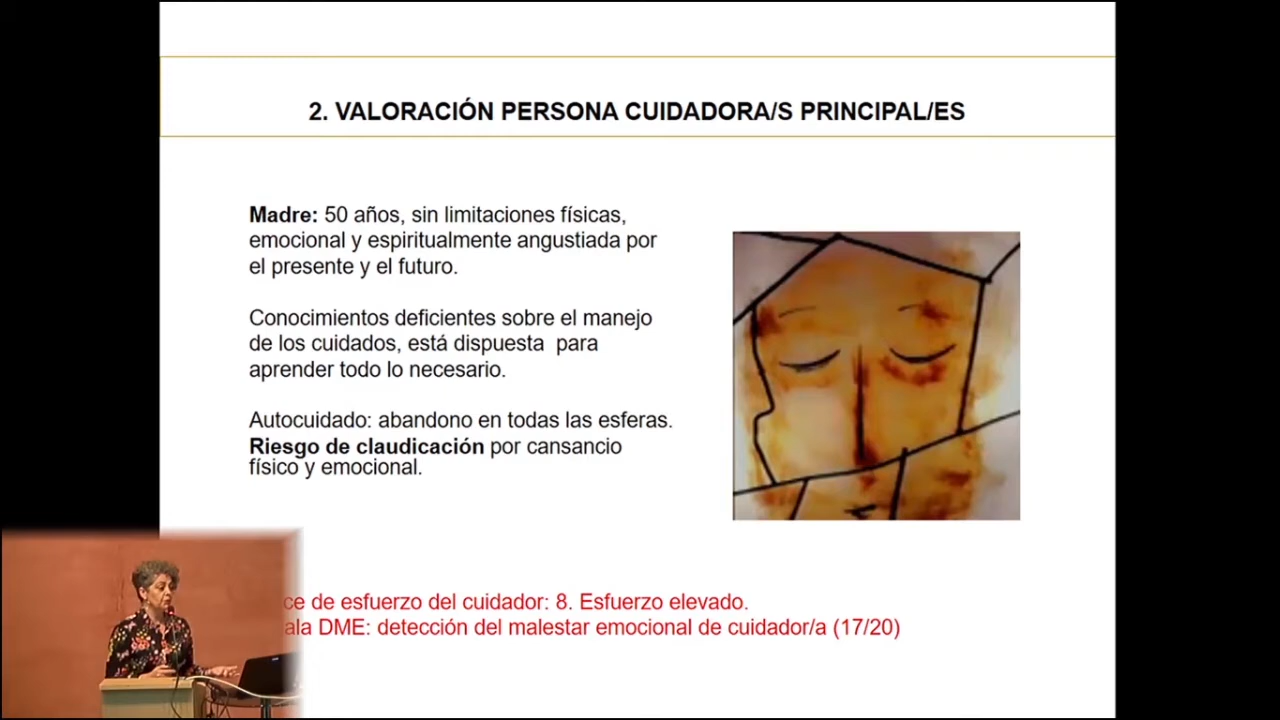 2. VALORACIÓN PERSONA CUIDADORA/S PRINCIPAL/ES
Madre: 50 años, sin limitaciones físicas,
emocional y espiritualmente angustiada por
el presente y el futuro.
Conocimientos deficientes sobre el manejo
de los cuidados, está dispuesta para
aprender todo lo necesario.
Autocuidado: abandono en todas las esferas.
Riesgo de claudicación por cansancio
físico y emocional.
de esfuerzo del cuidador: 8. Esfuerzo elevado.
DME: detección del malestar emocional de cuidador/a (17/20)